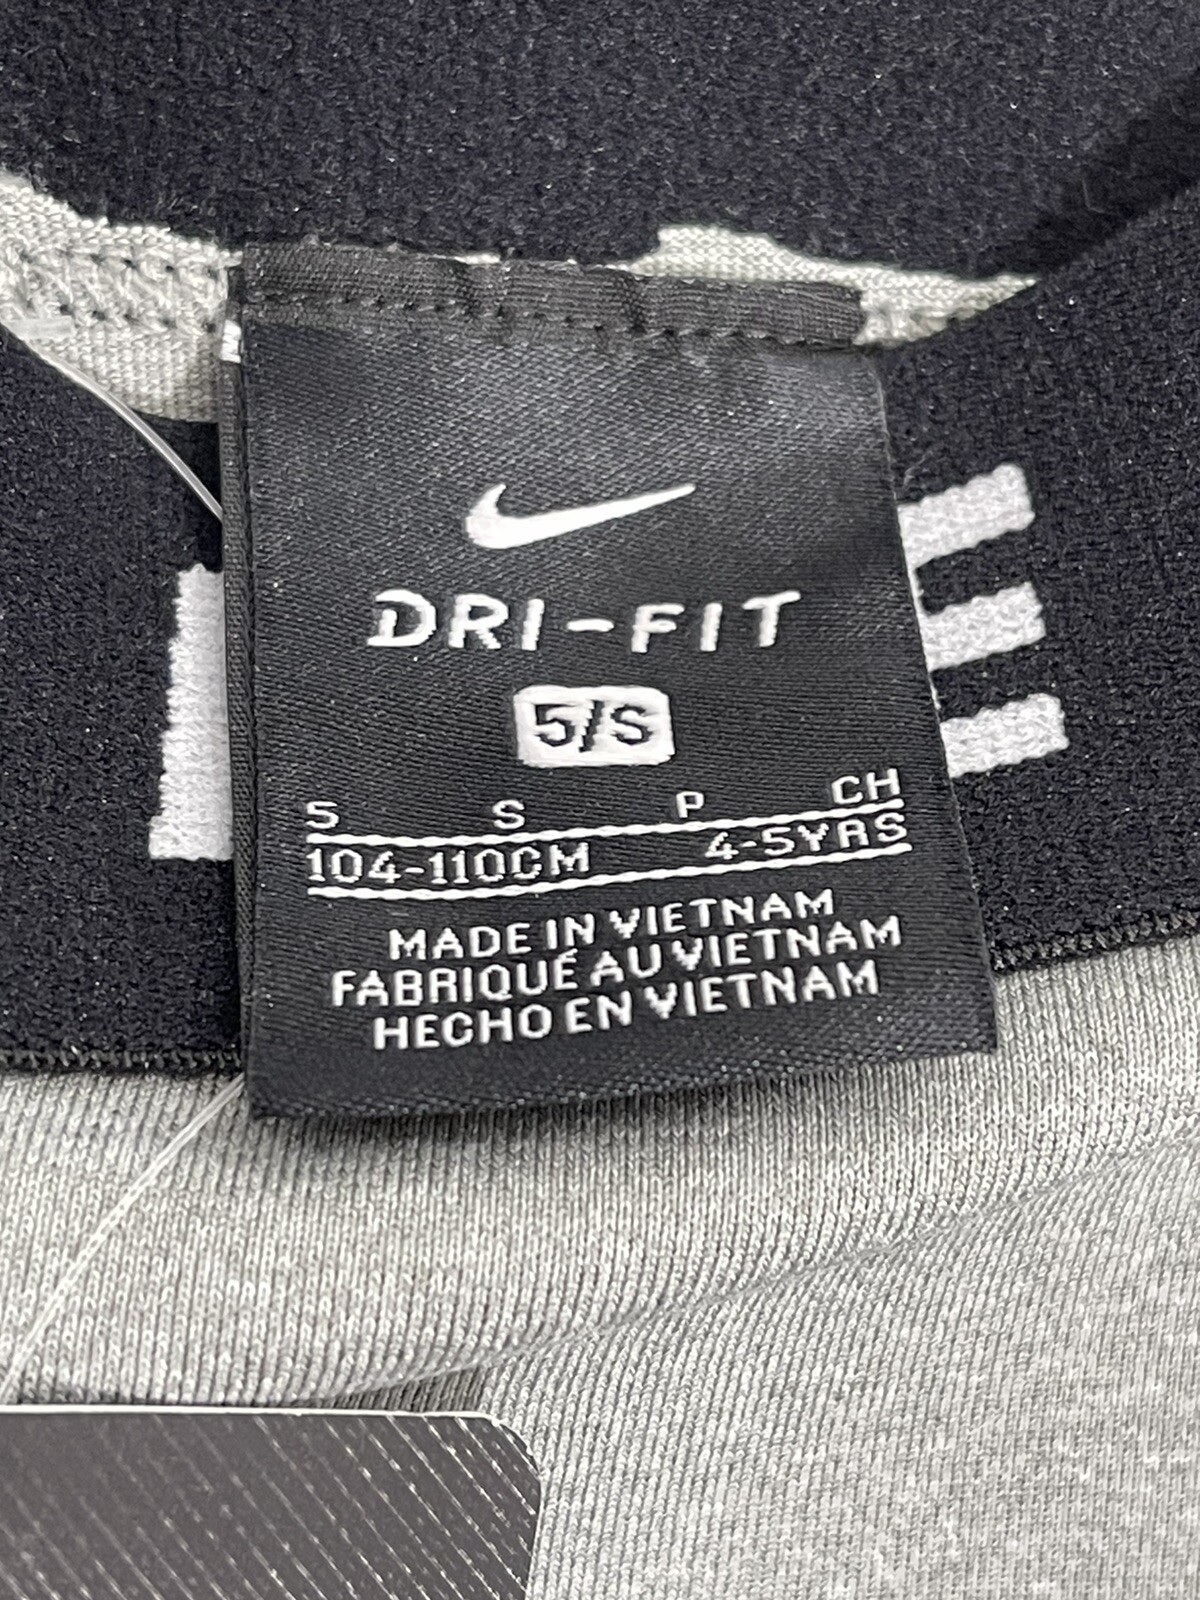 DRI-FIT
5/S
S S P CH
104-110CM 4-5YRS
MADE IN VIETNAM
FABRIQUÉ AU VIETNAM
HECHO EN VIETNAM